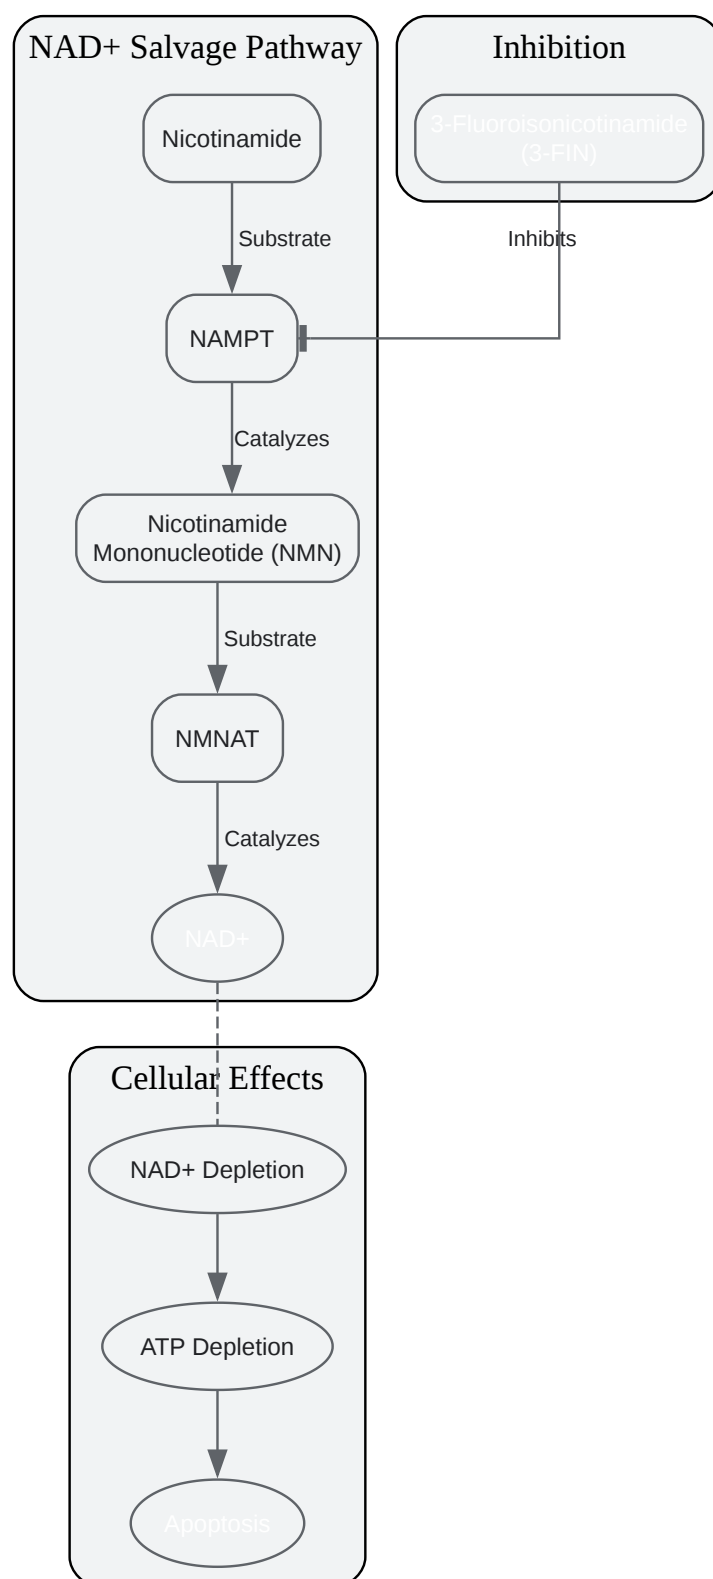 NAD+ Salvage Pathway
Inhibition
Nicotinamide
3-Fluoroisonicotinamide
(3-FIN)
Substrate
Inhibits
NAMPT
Catalyzes
Nicotinamide
Mononucleotide (NMN)
Substrate
NMNAT
Catalyzes
NAD+
Cellular Effects
NAD+ Depletion
ATP Depletion
Apoptosis